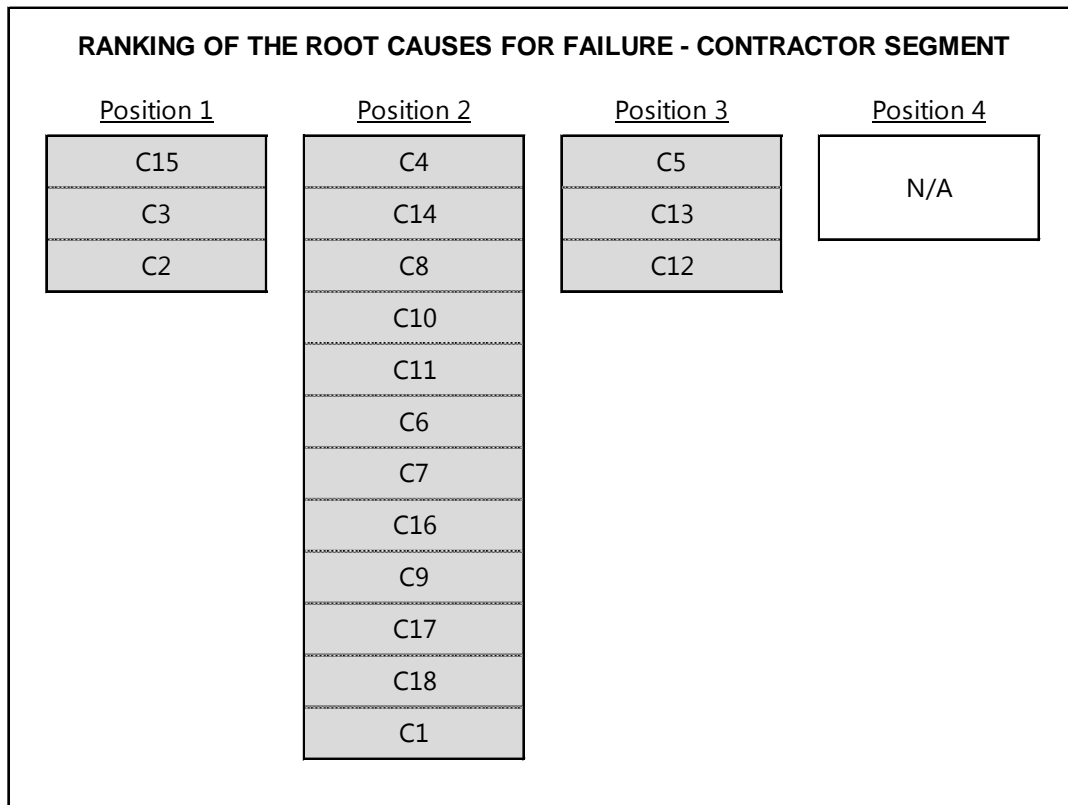 RANKING OF THE ROOT CAUSES FOR FAILURE - CONTRACTOR SEGMENT
Position 1
C15
C3
C2
Position 2
C4
C14
C8
C10
C11
C6
C7
C16
C9
C17
C18
C1
Position 3
C5
C13
C12
Position 4
N/A